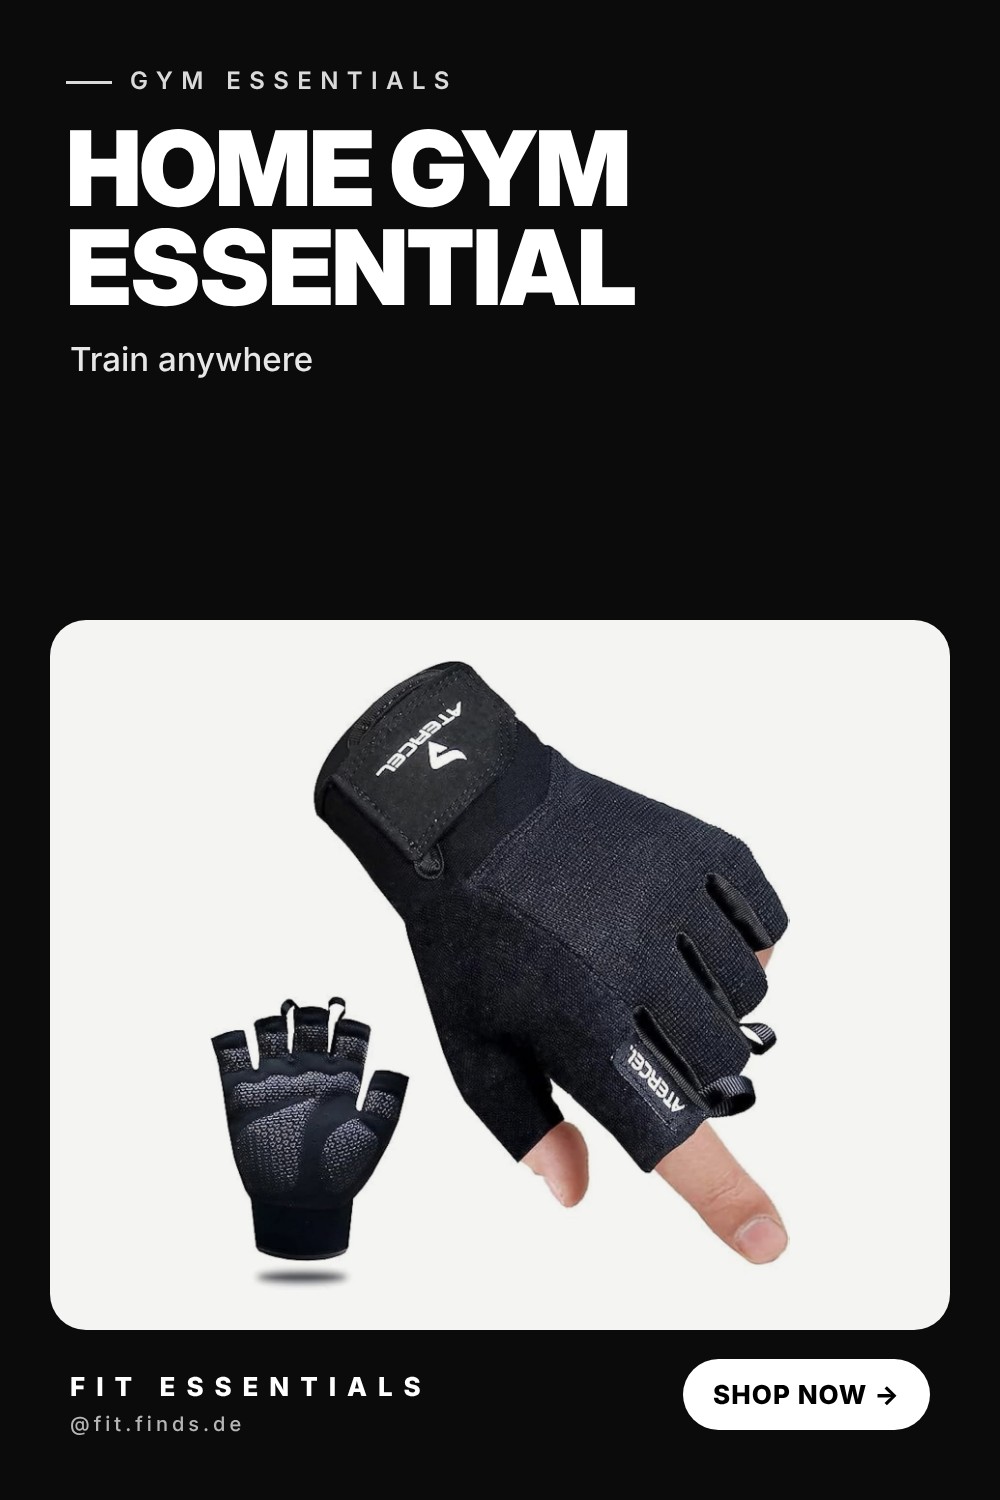 GYM ESSENTIALS
HOME GYM
ESSENTIAL
Train anywhere
ATERCEL
ATERCEL
FIT ESSENTIALS
@fit.finds.de
SHOP NOW →